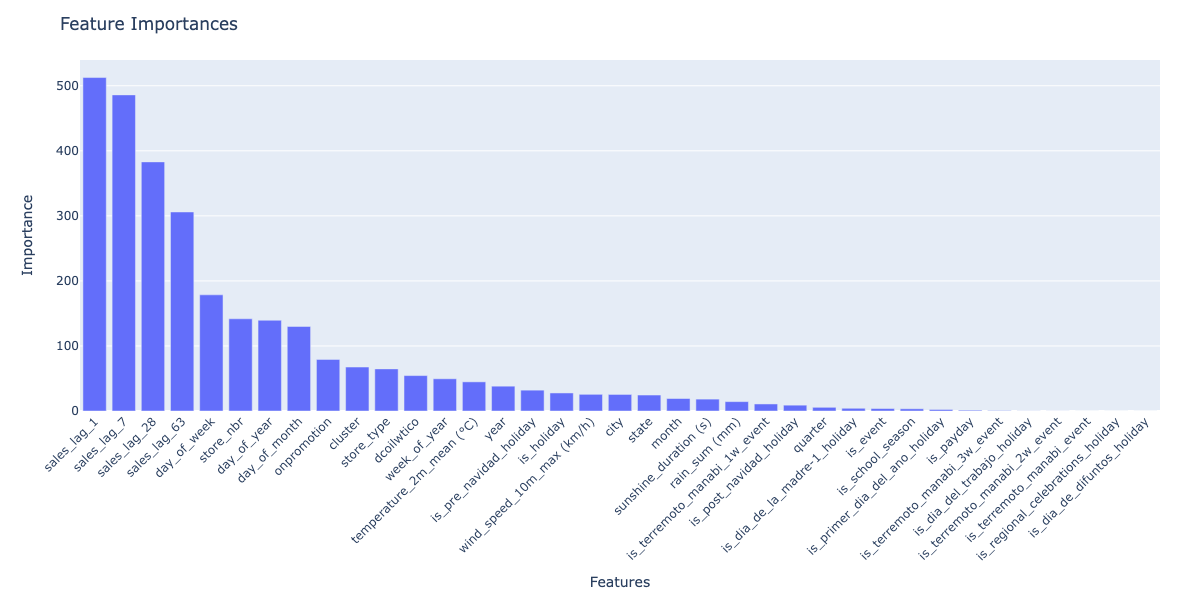 Feature Importances
Importance
500
400
300
200
100
0
sales_lag_1
sales_lag_7
sales_lag_28
sales_lag_63
day_of_week
store_nbr
day_of_year
day_of_month
onpromotion
cluster
store_type
dcoilwtico
week_of_year
temperature_2m_mean (°C)
year
is_pre_navidad_holiday
is_holiday
wind_speed_10m_max (km/h)
city
state
month
sunshine_duration (s)
rain_sum (mm)
is_terremoto_manabi_1w_event
is_post_navidad_holiday
quarter
is_dia_de_la_madre-1_holiday
is_event
is_school_season
is_primer_dia_del_ano_holiday
is_payday
is_terremoto_manabi_3w_event
is_dia_del_trabajo_holiday
is_terremoto_manabi_2w_event
is_terremoto_manabi_event
is_regional_celebrations_holiday
is_dia_de_difuntos_holiday
Features